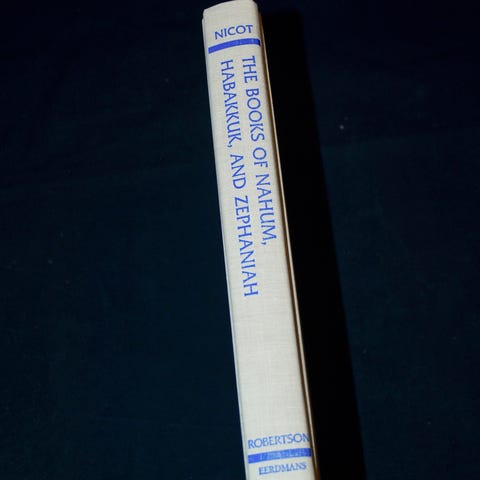 NICOT
THE BOOKS OF NAHUM,
HABAKKUK, AND ZEPHANIAH
ROBERTSON
EERDMANS